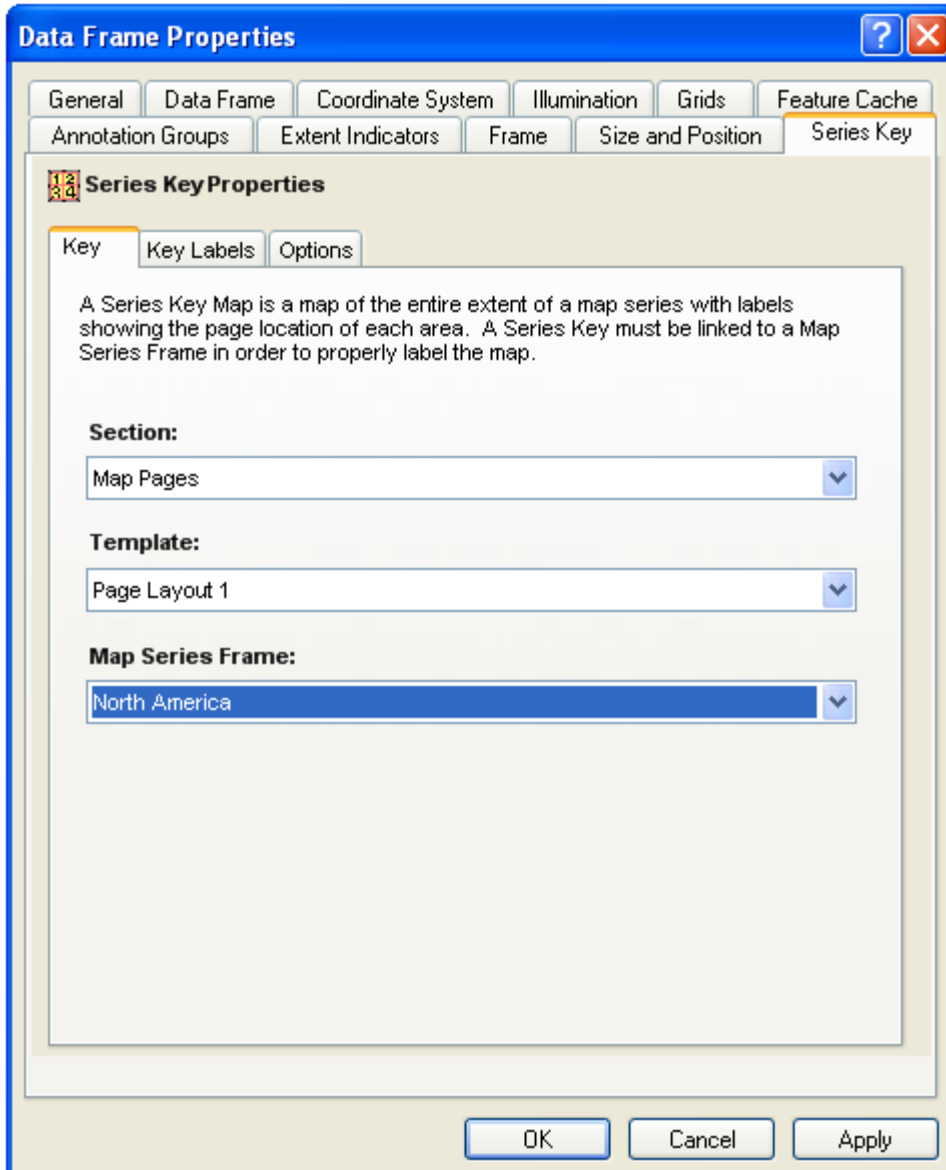 Data Frame Properties
General Data Frame Coordinate System Illumination Grids Feature Cache
Annotation Groups Extent Indicators Frame Size and Position Series Key
1 2
3 4
Series Key Properties
Key Key Labels Options
A Series Key Map is a map of the entire extent of a map series with labels
showing the page location of each area. A Series Key must be linked to a Map
Series Frame in order to properly label the map.
Section:
Map Pages
Template:
Page Layout 1
Map Series Frame:
North America
OK Cancel Apply